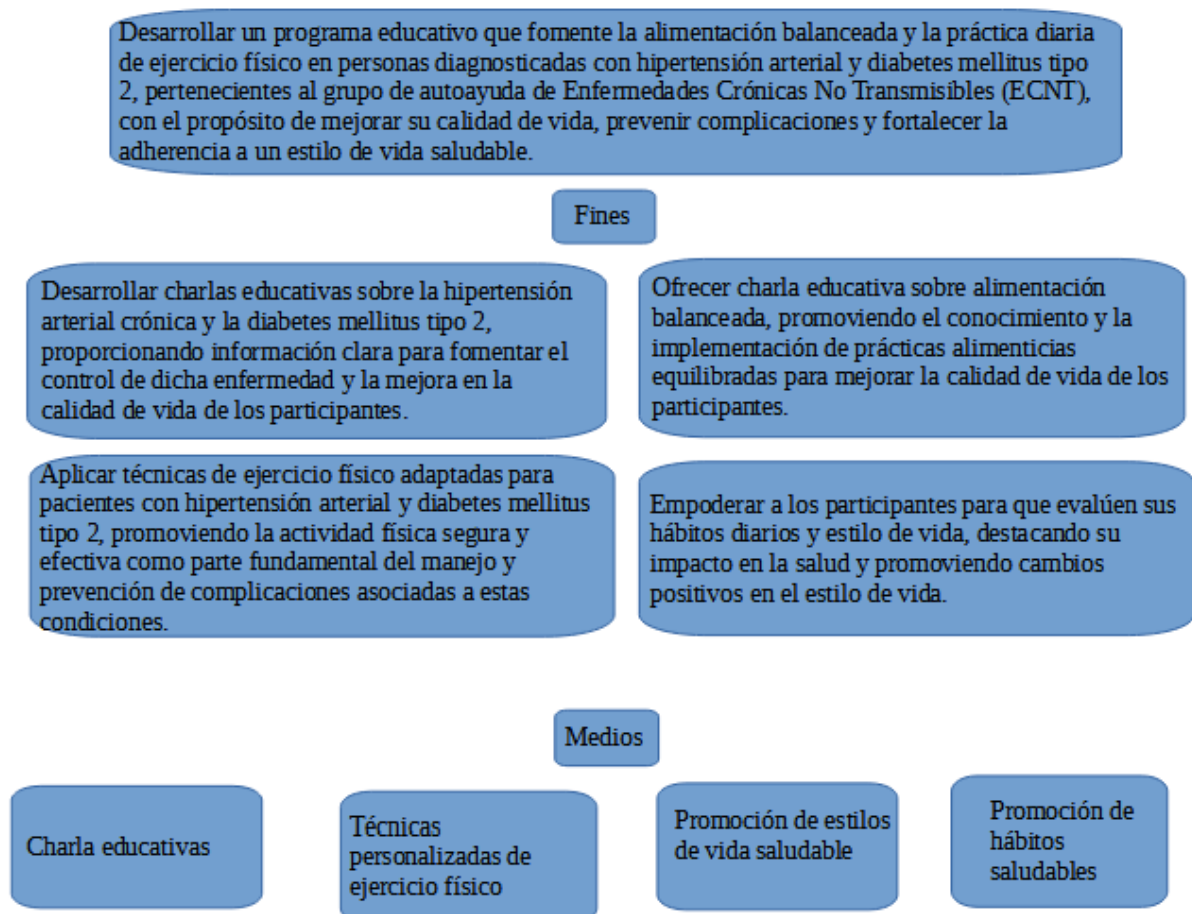 Desarrollar un programa educativo que fomente la alimentación balanceada y la práctica diaria
de ejercicio físico en personas diagnosticadas con hipertensión arterial y diabetes mellitus tipo
2, pertenecientes al grupo de autoayuda de Enfermedades Crónicas No Transmisibles (ECNT),
con el propósito de mejorar su calidad de vida, prevenir complicaciones y fortalecer la
adherencia a un estilo de vida saludable.
Fines
Desarrollar charlas educativas sobre la hipertensión
arterial crónica y la diabetes mellitus tipo 2,
proporcionando información clara para fomentar el
control de dicha enfermedad y la mejora en la
calidad de vida de los participantes.
Ofrecer charla educativa sobre alimentación
balanceada, promoviendo el conocimiento y la
implementación de prácticas alimenticias
equilibradas para mejorar la calidad de vida de los
participantes.
Aplicar técnicas de ejercicio físico adaptadas para
pacientes con hipertensión arterial y diabetes mellitus
tipo 2, promoviendo la actividad física segura y
efectiva como parte fundamental del manejo y
prevención de complicaciones asociadas a estas
condiciones.
Empoderar a los participantes para que evalúen sus
hábitos diarios y estilo de vida, destacando su
impacto en la salud y promoviendo cambios
positivos en el estilo de vida.
Medios
Charla educativas
Técnicas
personalizadas de
ejercicio físico
Promoción de estilos
de vida saludable
Promoción de
hábitos
saludables